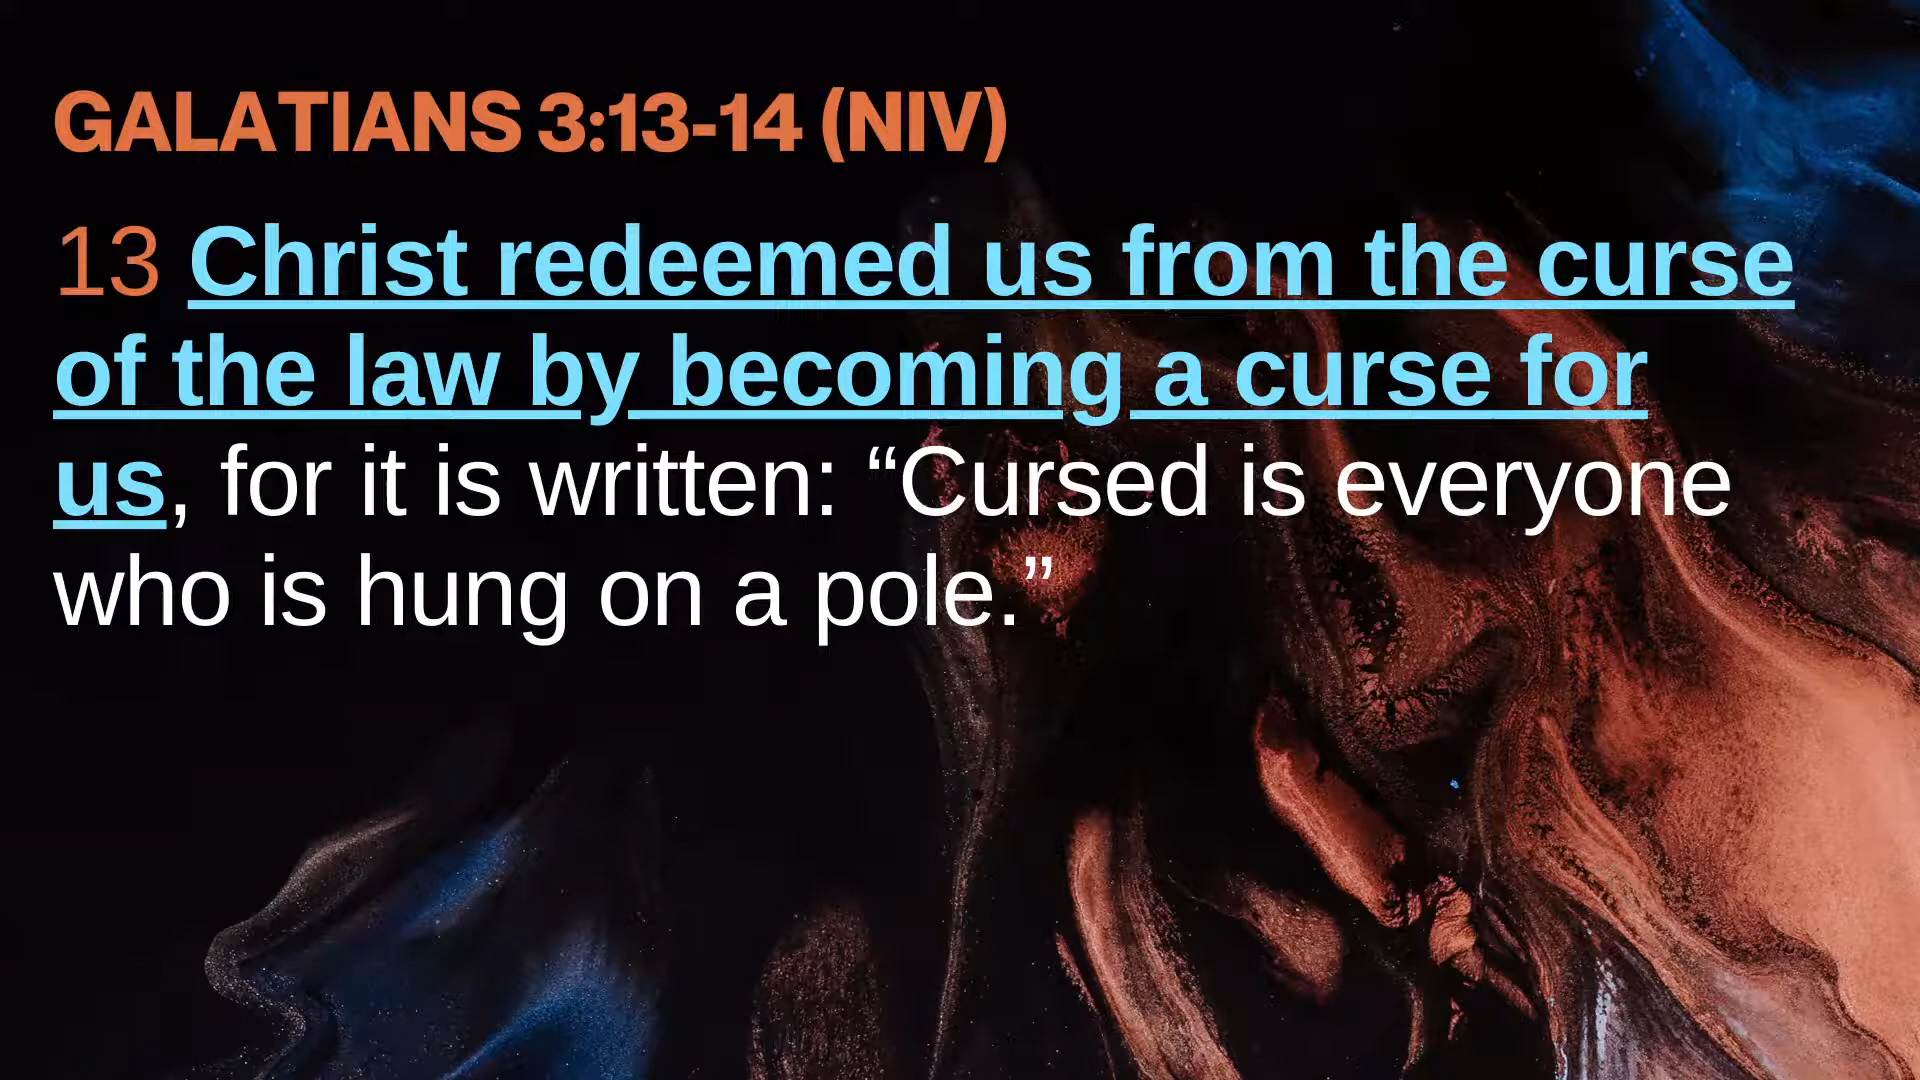 GALATIANS 3:13-14 (NIV)
13 Christ redeemed us from the curse
of the law by becoming a curse for
us, for it is written: “Cursed is everyone
who is hung on a pole.”